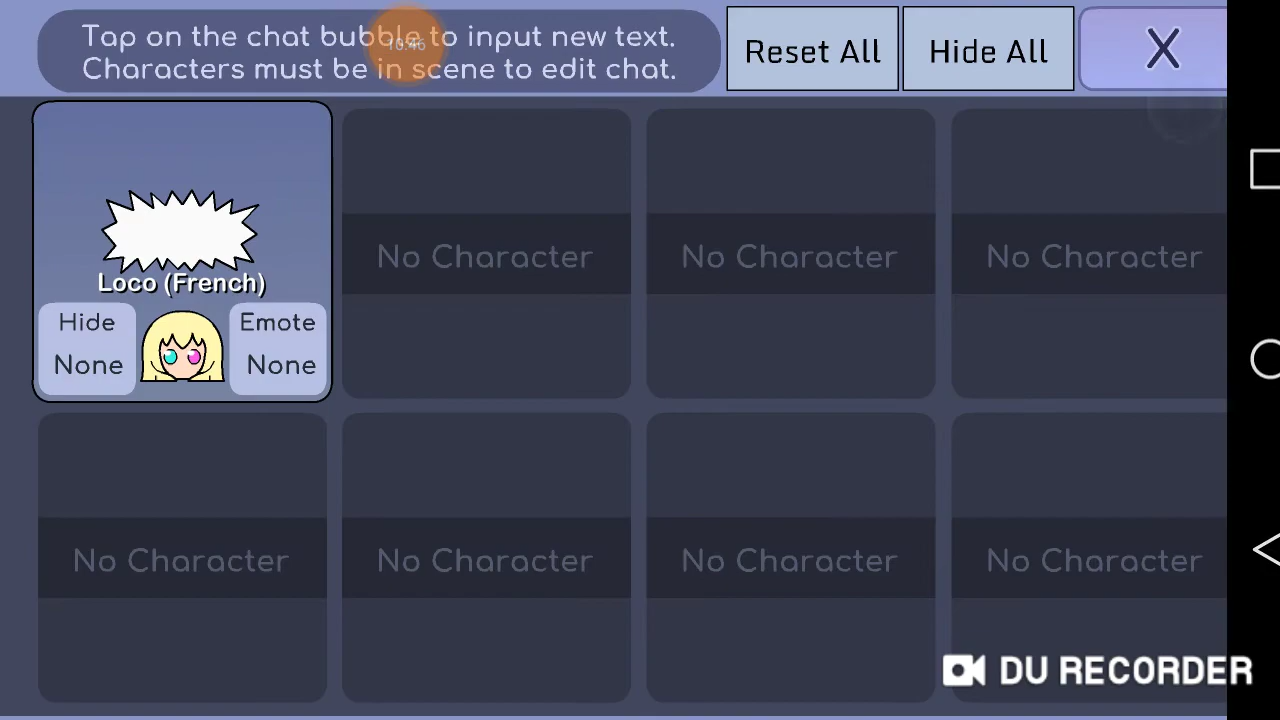 Tap on the chat bubble to input new text.
Characters must be in scene to edit chat.
10:46
Reset All
Hide All
X
Loco (French)
Hide
None
Emote
None
No Character
No Character
No Character
No Character
No Character
No Character
No Character
DU RECORDER